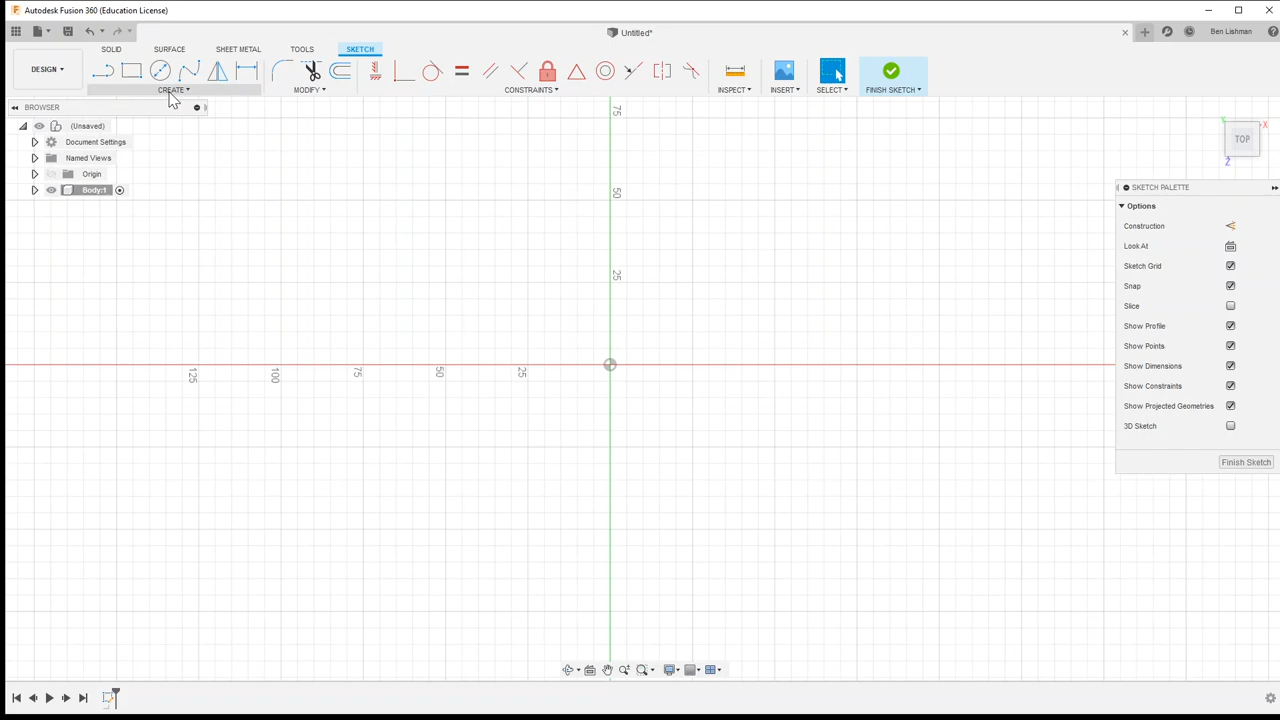 Autodesk Fusion 360 (Education License)
Untitled*
Ben Lishman
SOLID SURFACE SHEET METAL TOOLS SKETCH
DESIGN
CREATE MODIFY CONSTRAINTS INSPECT INSERT SELECT FINISH SKETCH
BROWSER
(Unsaved)
Document Settings
Named Views
Origin
Body:1
75
50
25
125 100 75 50 25
TOP
X
Y
Z
SKETCH PALETTE
Options
Construction
Look At
Sketch Grid
Snap
Slice
Show Profile
Show Points
Show Dimensions
Show Constraints
Show Projected Geometries
3D Sketch
Finish Sketch